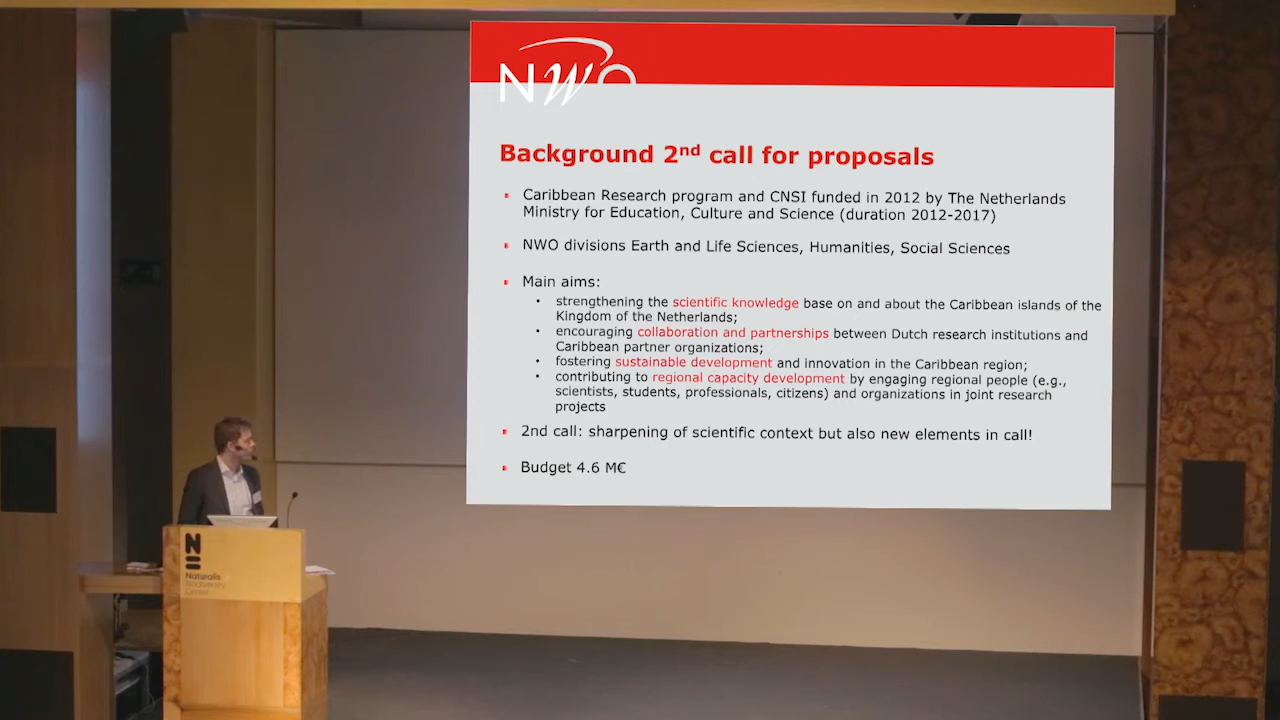 NWO
Background 2nd call for proposals
Caribbean Research program and CNSI funded in 2012 by The Netherlands
Ministry for Education, Culture and Science (duration 2012-2017)
NWO divisions Earth and Life Sciences, Humanities, Social Sciences
Main aims:
strengthening the scientific knowledge base on and about the Caribbean islands of the
Kingdom of the Netherlands;
encouraging collaboration and partnerships between Dutch research institutions and
Caribbean partner organizations;
fostering sustainable development and innovation in the Caribbean region;
contributing to regional capacity development by engaging regional people (e.g.,
scientists, students, professionals, citizens) and organizations in joint research
projects
2nd call: sharpening of scientific context but also new elements in call!
Budget 4.6 M€
N
Naturalis
Biodiversity
Center